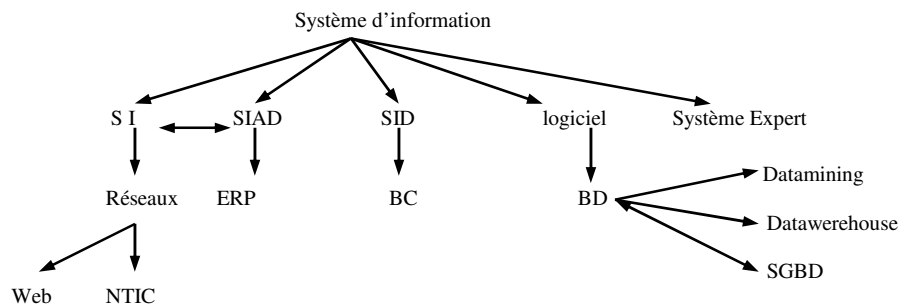 Système d'information
S I
SIAD
SID
logiciel
Système Expert
Réseaux
ERP
BC
BD
Datamining
Datawerehouse
SGBD
Web
NTIC